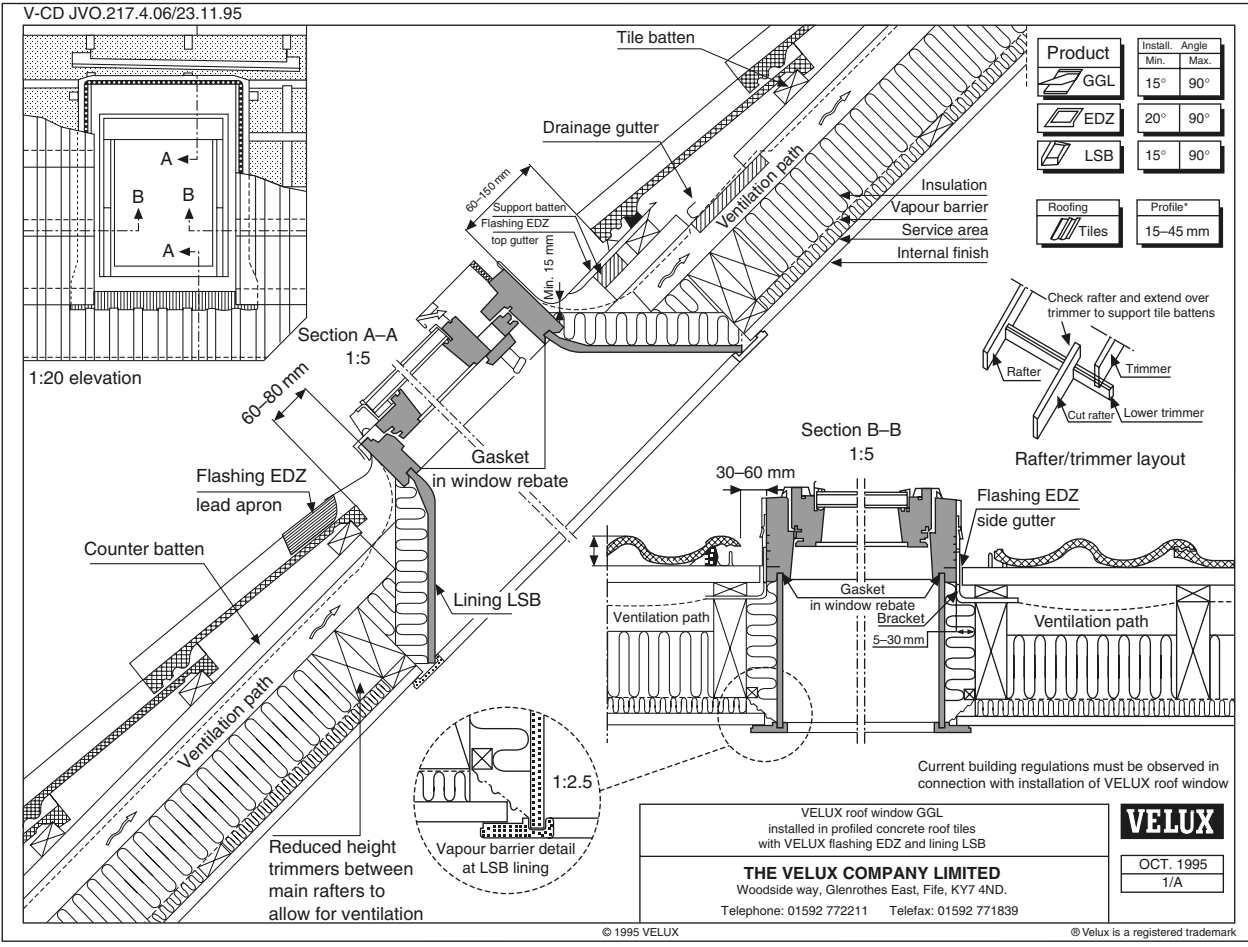 V-CD JVO.217.4.06/23.11.95
Tile batten
Drainage gutter
60–150 mm
Support batten
Flashing EDZ
top gutter
Min. 15 mm
Ventilation path
Insulation
Vapour barrier
Service area
Internal finish
Product
GGL
EDZ
LSB
Install. Angle
Min. Max.
15° 90°
20° 90°
15° 90°
Roofing
Tiles
Profile*
15–45 mm
A
B B
A
1:20 elevation
Section A–A
1:5
60–80 mm
Gasket
in window rebate
Flashing EDZ
lead apron
Counter batten
Lining LSB
Ventilation path
Reduced height
trimmers between
main rafters to
allow for ventilation
Check rafter and extend over
trimmer to support tile battens
Rafter
Trimmer
Cut rafter
Lower trimmer
Rafter/trimmer layout
Section B–B
1:5
30–60 mm
Flashing EDZ
side gutter
Gasket
in window rebate
Bracket
5–30 mm
Ventilation path
Ventilation path
1:2.5
Vapour barrier detail
at LSB lining
Current building regulations must be observed in
connection with installation of VELUX roof window
VELUX roof window GGL
installed in profiled concrete roof tiles
with VELUX flashing EDZ and lining LSB
THE VELUX COMPANY LIMITED
Woodside way, Glenrothes East, Fife, KY7 4ND.
Telephone: 01592 772211 Telefax: 01592 771839
VELUX
OCT. 1995
1/A
© 1995 VELUX
® Velux is a registered trademark